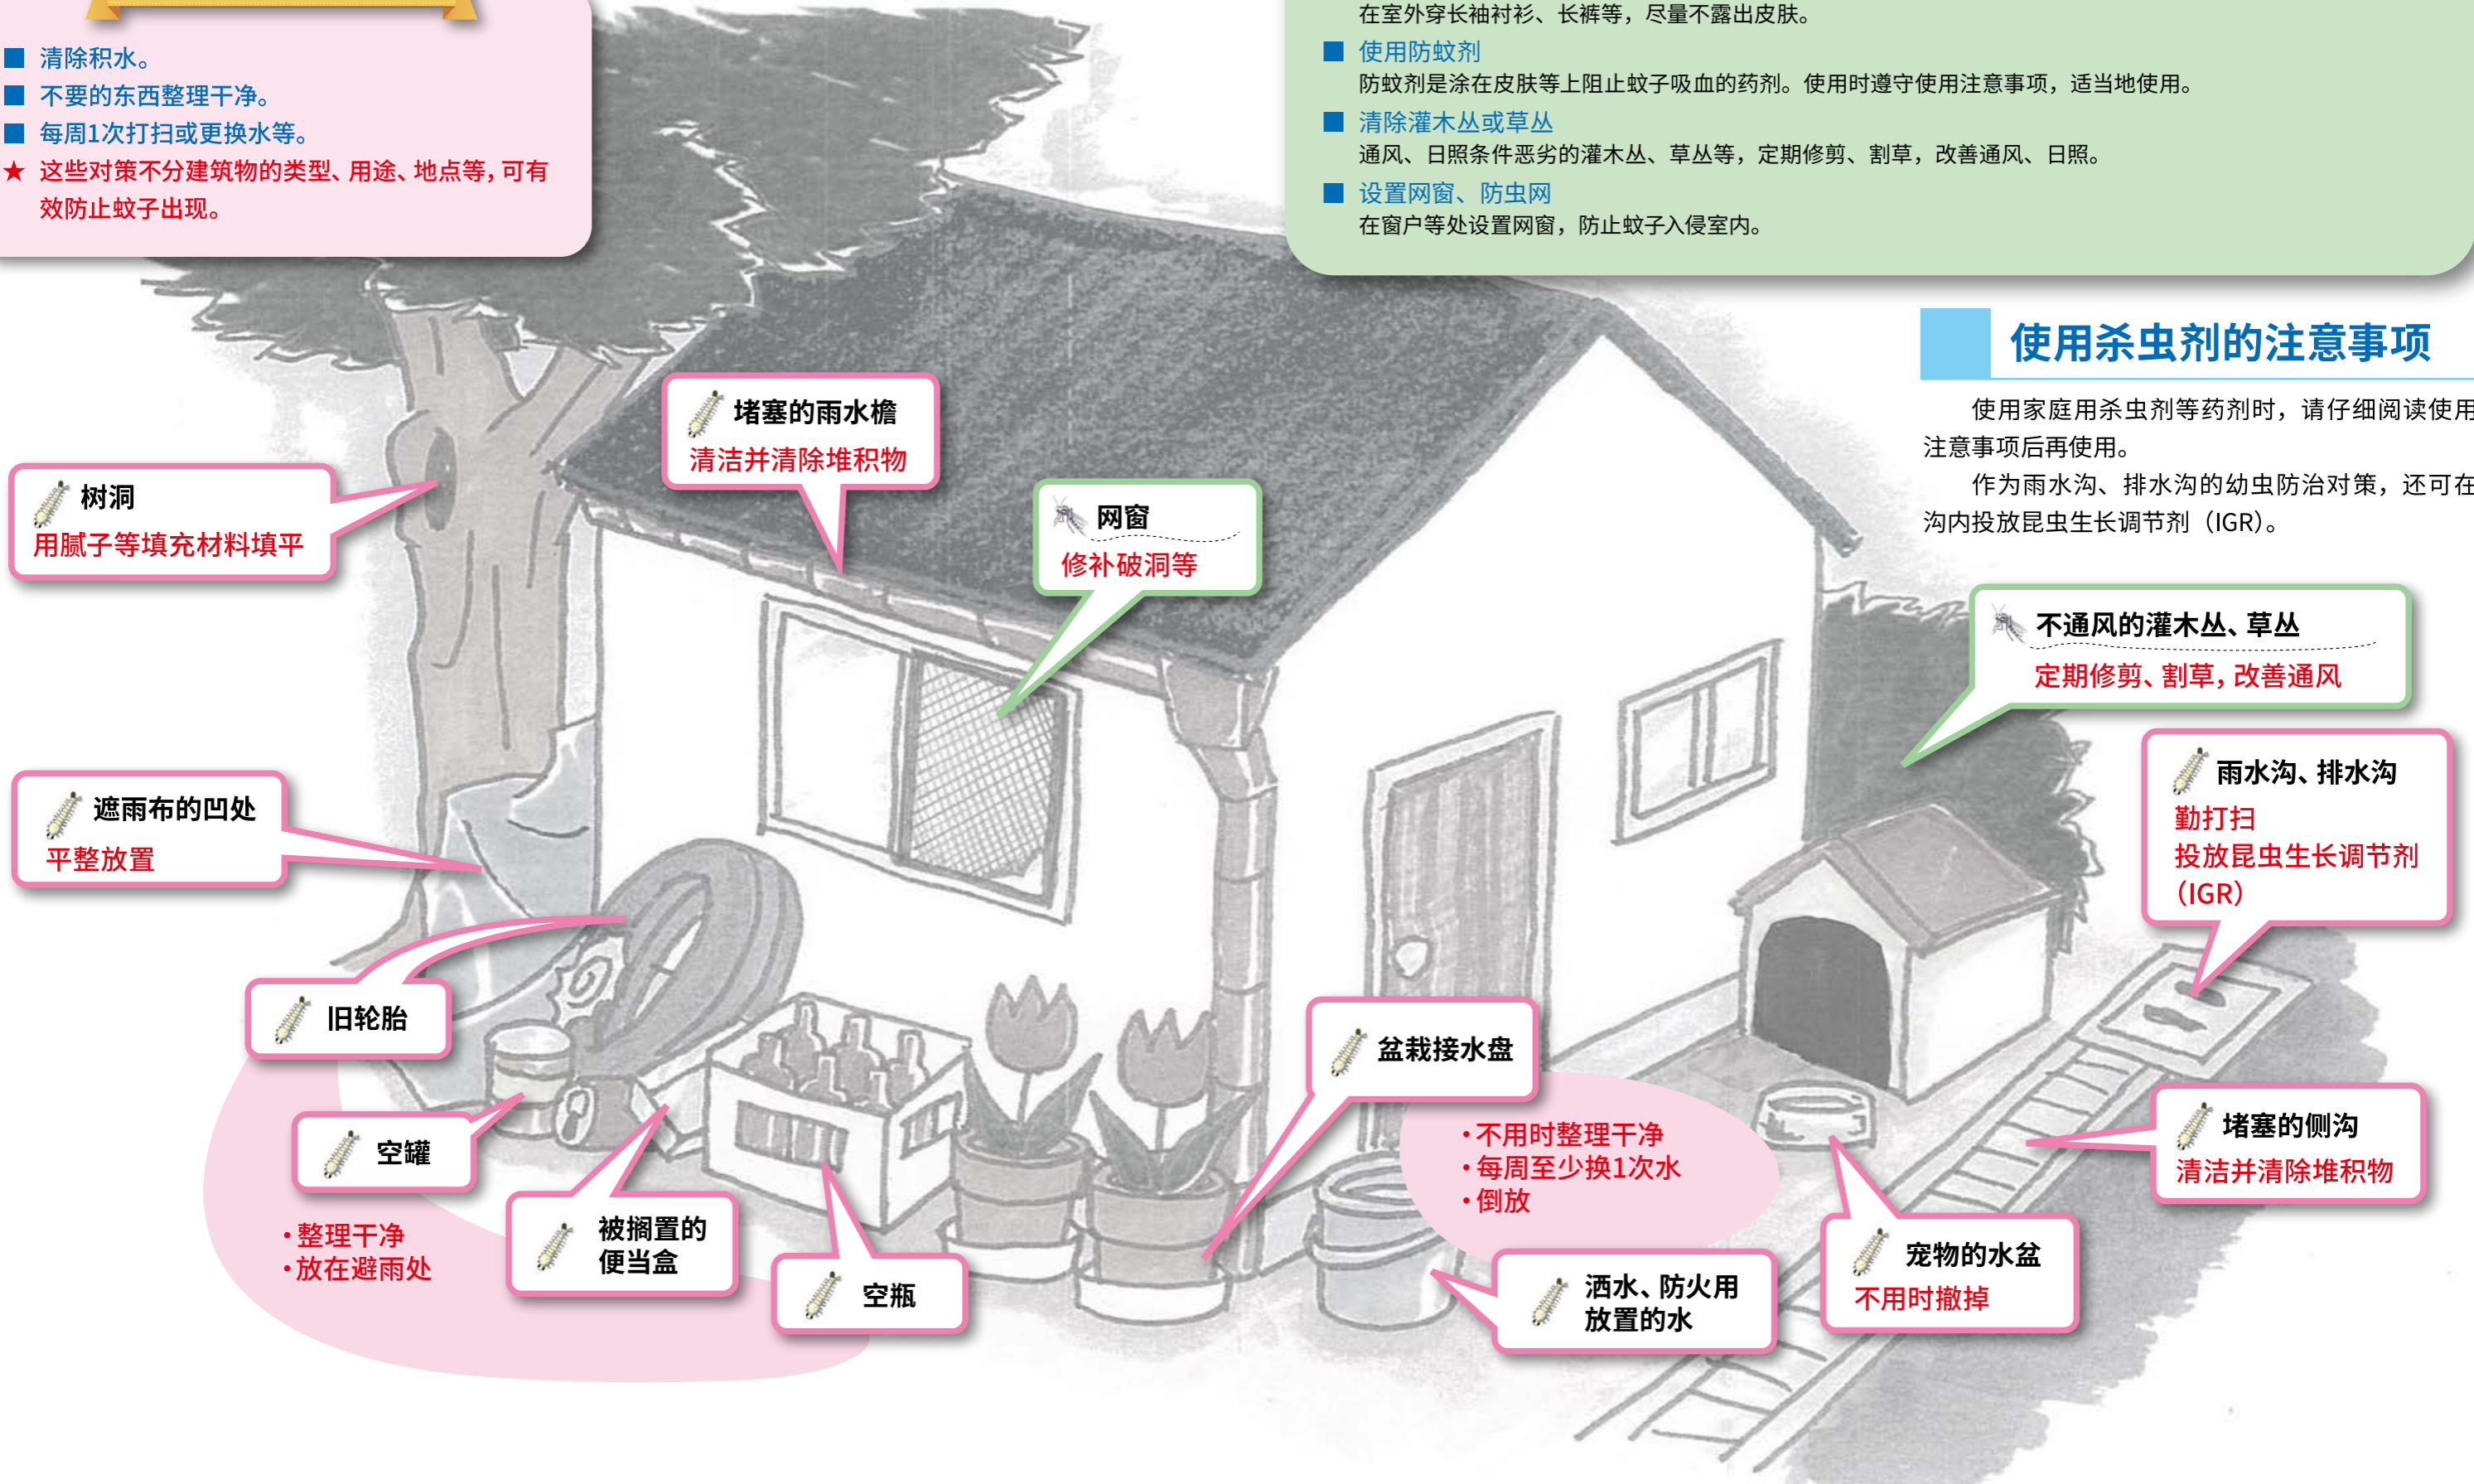 清除积水。
不要的东西整理干净。
每周1次打扫或更换水等。
★ 这些对策不分建筑物的类型、用途、地点等，可有
效防止蚊子出现。
在室外穿长袖衬衫、长裤等，尽量不露出皮肤。
使用防蚊剂
防蚊剂是涂在皮肤等上阻止蚊子吸血的药剂。使用时遵守使用注意事项，适当地使用。
清除灌木丛或草丛
通风、日照条件恶劣的灌木丛、草丛等，定期修剪、割草，改善通风、日照。
设置网窗、防虫网
在窗户等处设置网窗，防止蚊子入侵室内。
使用杀虫剂的注意事项
使用家庭用杀虫剂等药剂时，请仔细阅读使用
注意事项后再使用。
作为雨水沟、排水沟的幼虫防治对策，还可在
沟内投放昆虫生长调节剂（IGR）。
堵塞的雨水檐
清洁并清除堆积物
树洞
用腻子等填充材料填平
网窗
修补破洞等
不通风的灌木丛、草丛
定期修剪、割草，改善通风
雨水沟、排水沟
勤打扫
投放昆虫生长调节剂
（IGR）
遮雨布的凹处
平整放置
旧轮胎
盆栽接水盘
空罐
・不用时整理干净
・每周至少换1次水
・倒放
堵塞的侧沟
清洁并清除堆积物
・整理干净
・放在避雨处
被搁置的
便当盒
空瓶
洒水、防火用
放置的水
宠物的水盆
不用时撤掉